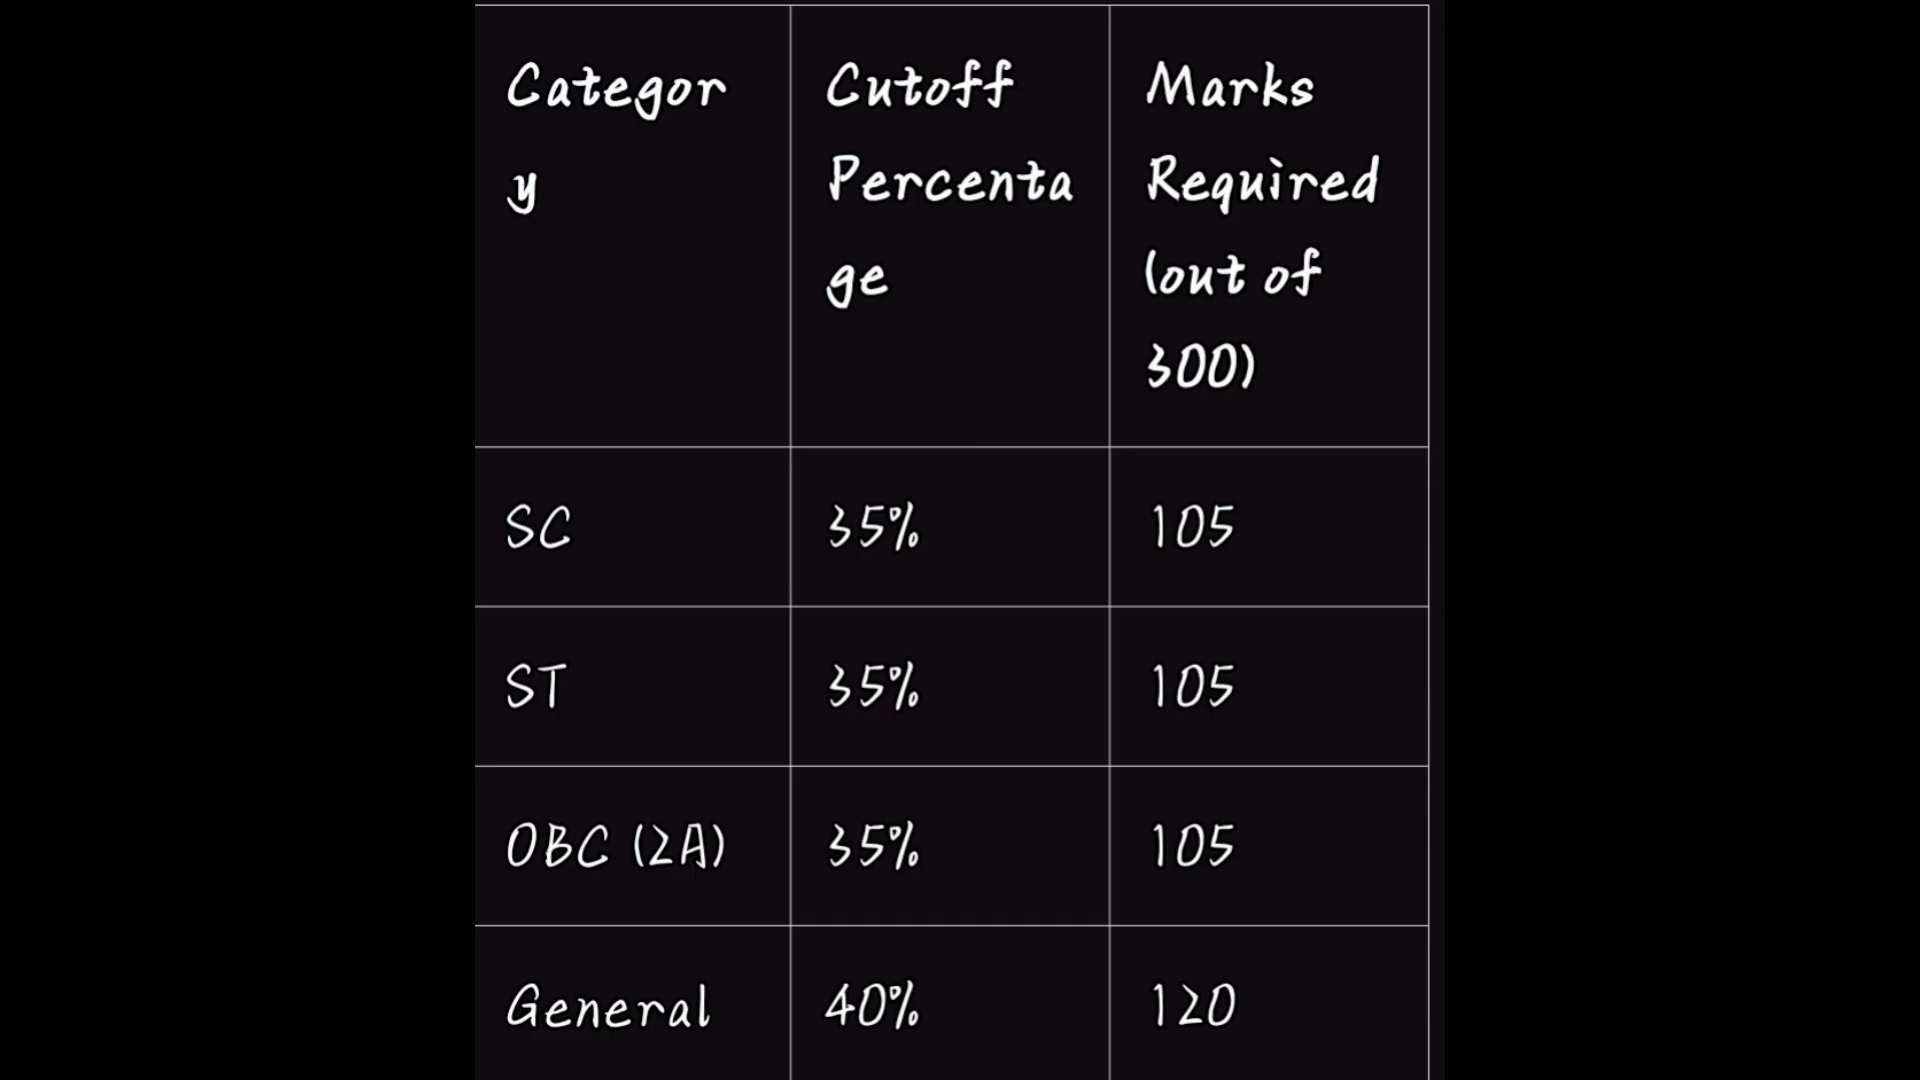 Categor
y
Cutoff
Percenta
ge
Marks
Required
(out of
300)
SC 35% 105
ST 35% 105
OBC (2A) 35% 105
General 40% 120